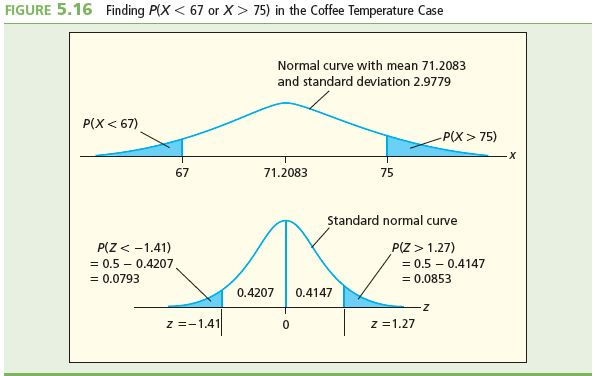 FIGURE 5.16 Finding P(X < 67 or X > 75) in the Coffee Temperature Case
Normal curve with mean 71.2083
and standard deviation 2.9779
P(X < 67)
P(X > 75)
X
67 71.2083 75
Standard normal curve
P(Z < −1.41)
= 0.5 − 0.4207
= 0.0793
P(Z > 1.27)
= 0.5 − 0.4147
= 0.0853
0.4207 0.4147
Z
z =−1.41 0 z =1.27